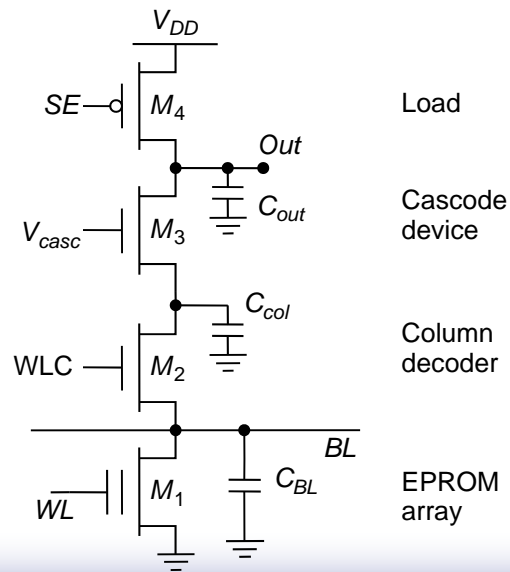 V_DD
SE
M_4
Load
Out
C_out
Cascode
device
V_casc
M_3
C_col
Column
decoder
WLC
M_2
BL
C_BL
EPROM
array
WL
M_1